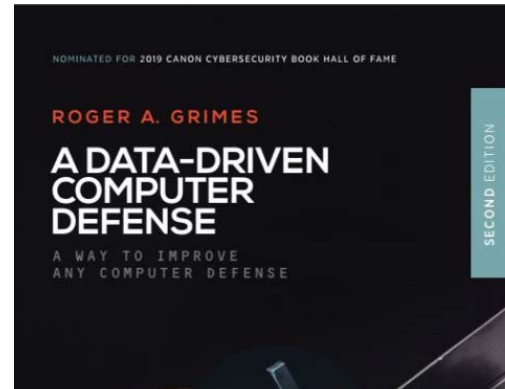 NOMINATED FOR 2019 CANON CYBERSECURITY BOOK HALL OF FAME
ROGER A. GRIMES
A DATA-DRIVEN
COMPUTER
DEFENSE
A WAY TO IMPROVE
ANY COMPUTER DEFENSE
SECOND EDITION